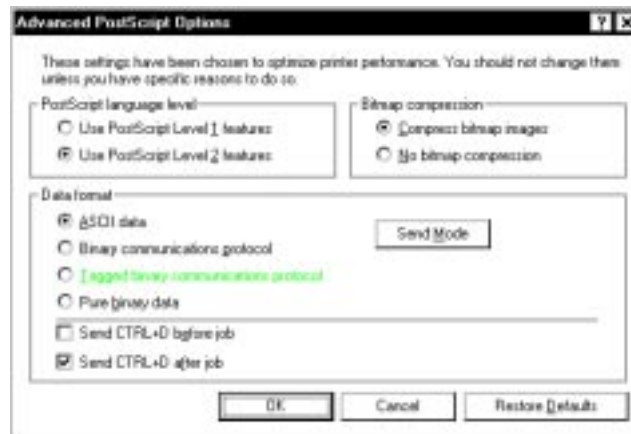 Advanced PostScript Options
These settings have been chosen to optimize printer performance. You should not change them
unless you have specific reasons to do so.
PostScript language level
Use PostScript Level 1 features
Use PostScript Level 2 features
Bitmap compression
Compress bitmap images
No bitmap compression
Data format
ASCII data
Binary communications protocol
Tagged binary communications protocol
Pure binary data
Send Mode
Send CTRL+D before job
Send CTRL+D after job
OK
Cancel
Restore Defaults